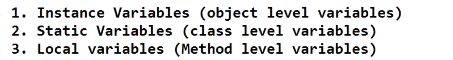 1. Instance Variables (object level variables)
2. Static Variables (class level variables)
3. Local variables (Method level variables)